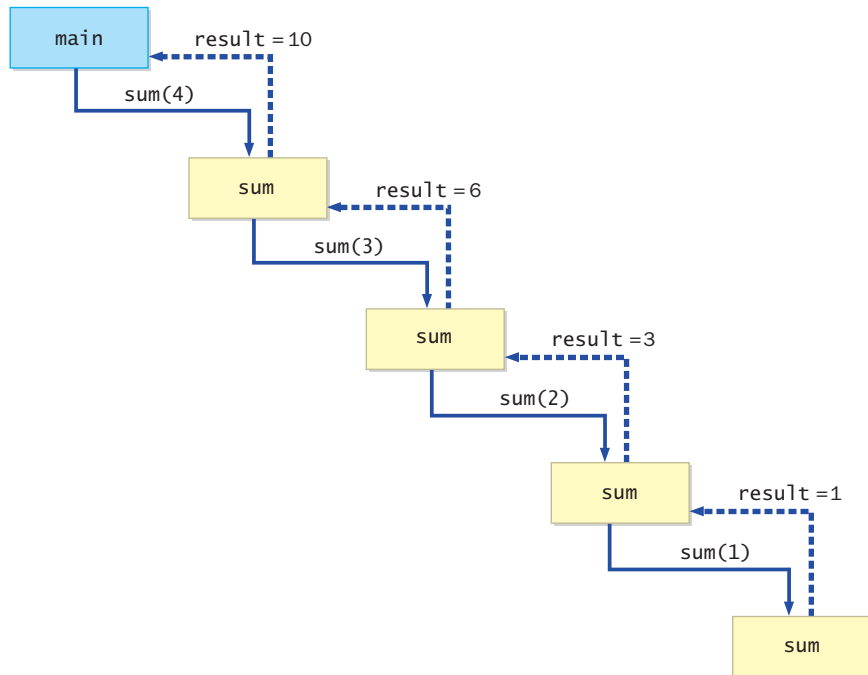 main
result = 10
sum(4)
sum
result = 6
sum(3)
sum
result = 3
sum(2)
sum
result = 1
sum(1)
sum